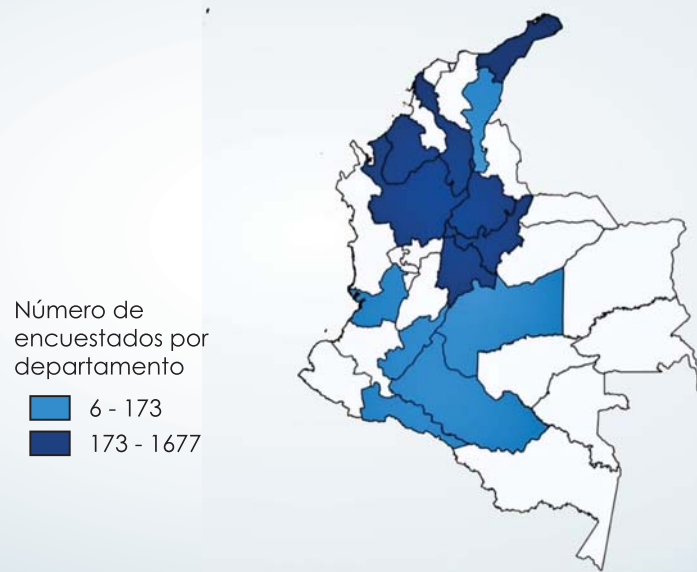 Número de
encuestados por
departamento
6 - 173
173 - 1677